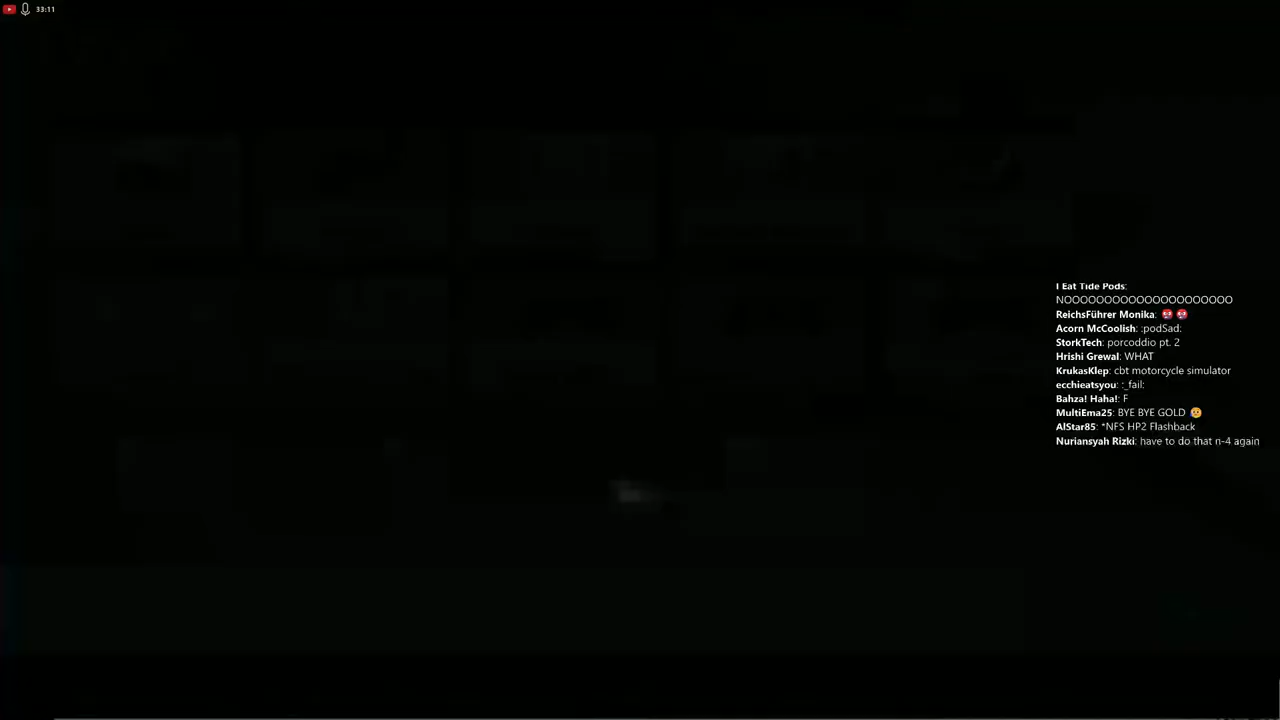 33:11
I Eat Tide Pods:
NOOOOOOOOOOOOOOOOOOOOO
ReichsFührer Monika:
Acorn McCoolish: :podSad:
StorkTech: porcoddio pt. 2
Hrishi Grewal: WHAT
KrukasKlep: cbt motorcycle simulator
ecchieatsyou: :_fail:
Bahza! Haha!: F
MultiEma25: BYE BYE GOLD 🥲
AlStar85: *NFS HP2 Flashback
Nuriansyah Rizki: have to do that n-4 again